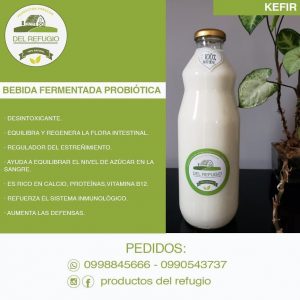 KEFIR
DEL REFUGIO
BEBIDA FERMENTADA PROBIÓTICA
· DESINTOXICANTE.
· EQUILIBRA Y REGENERA LA FLORA INTESTINAL.
· REGULADOR DEL ESTREÑIMIENTO.
· AYUDA A EQUILIBRAR EL NIVEL DE AZÚCAR EN LA
SANGRE.
· ES RICO EN CALCIO, PROTEÍNAS,VITAMINA B12.
· REFUERZA EL SISTEMA INMUNOLÓGICO.
· AUMENTA LAS DEFENSAS.
100%
DEL REFUGIO
PEDIDOS:
0998845666 - 0990543737
productos del refugio